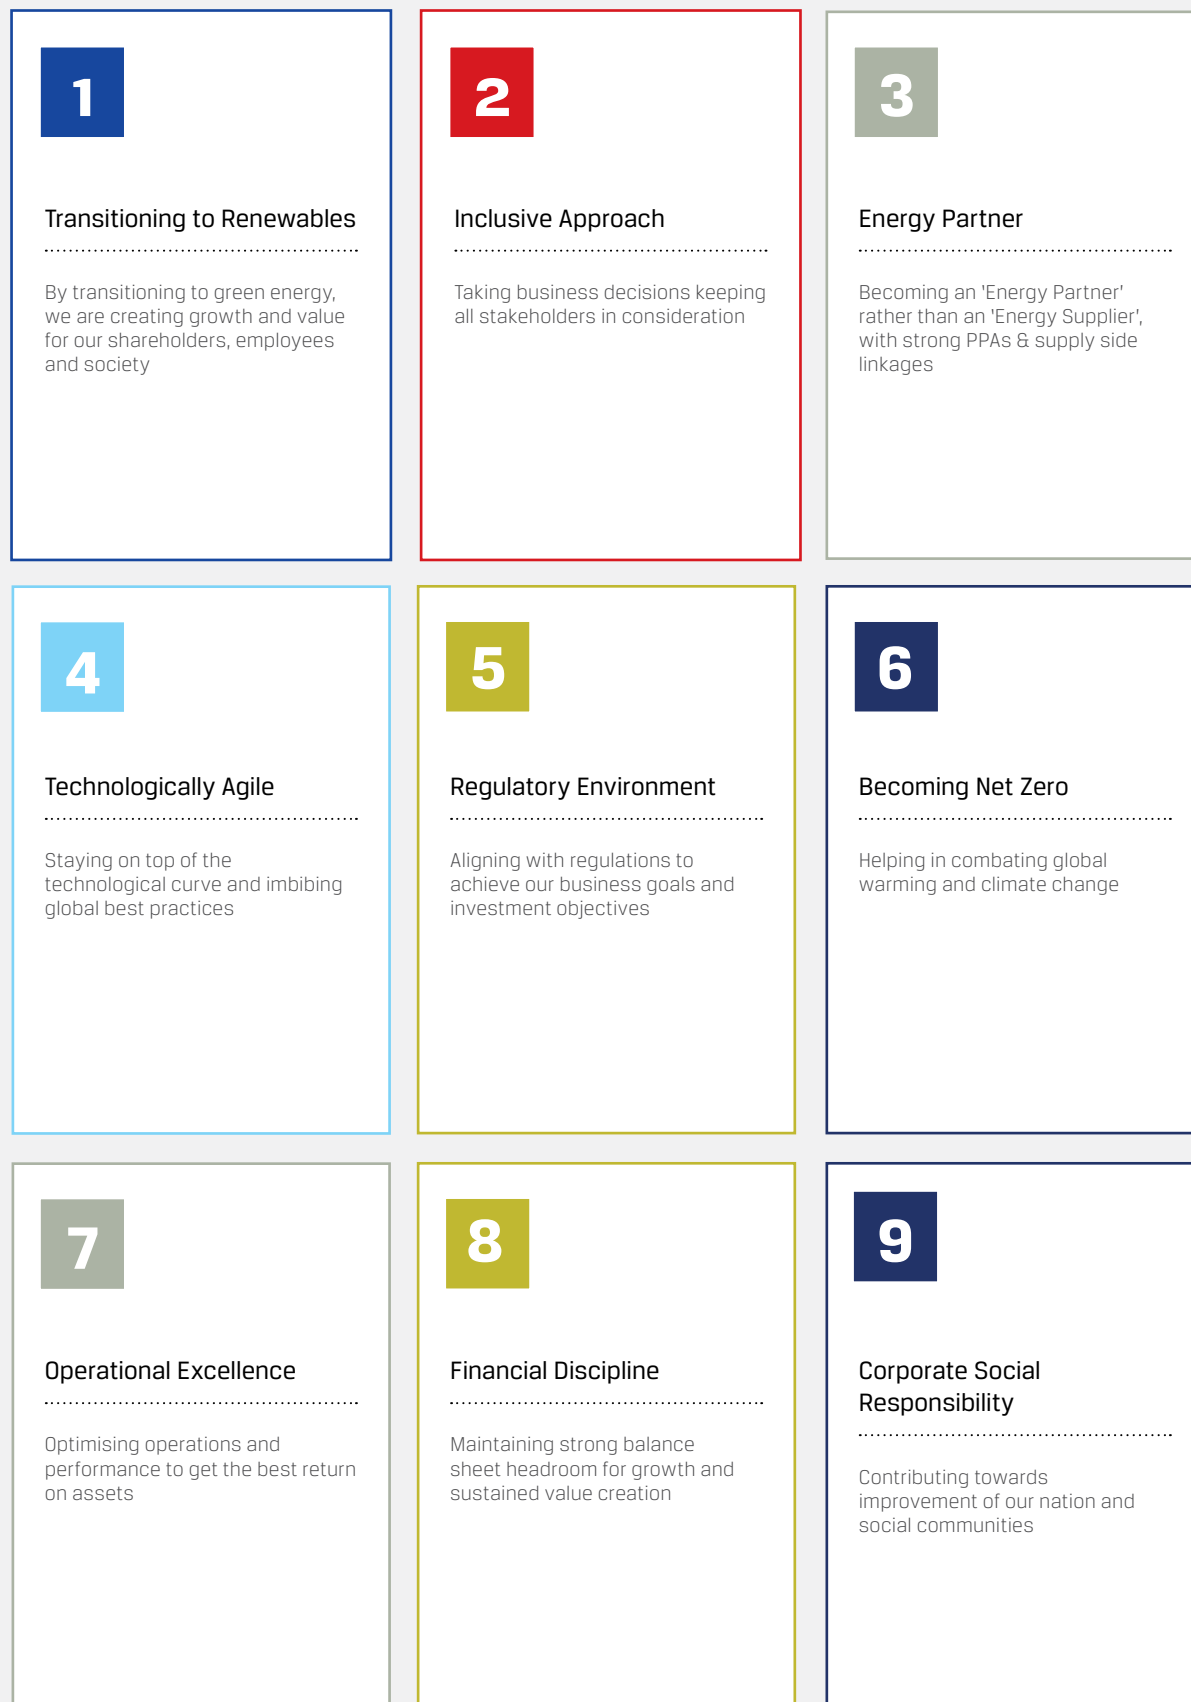 1
Transitioning to Renewables
By transitioning to green energy,
we are creating growth and value
for our shareholders, employees
and society
2
Inclusive Approach
Taking business decisions keeping
all stakeholders in consideration
3
Energy Partner
Becoming an 'Energy Partner'
rather than an 'Energy Supplier',
with strong PPAs & supply side
linkages
4
Technologically Agile
Staying on top of the
technological curve and imbibing
global best practices
5
Regulatory Environment
Aligning with regulations to
achieve our business goals and
investment objectives
6
Becoming Net Zero
Helping in combating global
warming and climate change
7
Operational Excellence
Optimising operations and
performance to get the best return
on assets
8
Financial Discipline
Maintaining strong balance
sheet headroom for growth and
sustained value creation
9
Corporate Social
Responsibility
Contributing towards
improvement of our nation and
social communities